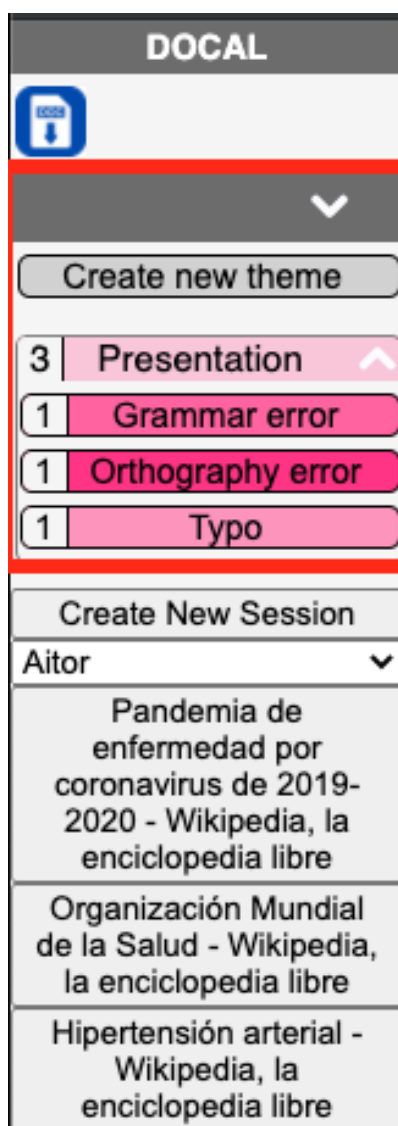 DOCAL
DOC
Create new theme
3 Presentation
1 Grammar error
1 Orthography error
1 Typo
Create New Session
Aitor
Pandemia de
enfermedad por
coronavirus de 2019-
2020 - Wikipedia, la
enciclopedia libre
Organización Mundial
de la Salud - Wikipedia,
la enciclopedia libre
Hipertensión arterial -
Wikipedia, la
enciclopedia libre